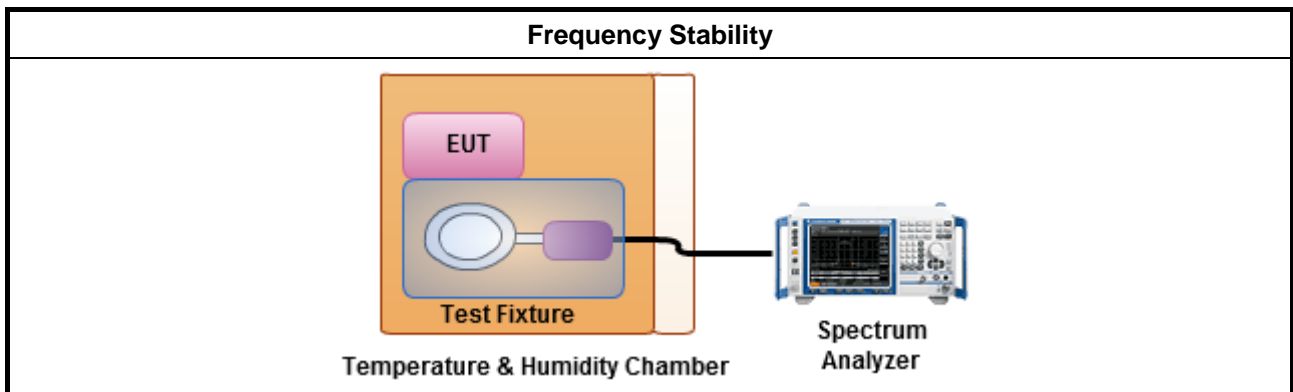 Frequency Stability
EUT
Test Fixture
Temperature & Humidity Chamber
Spectrum
Analyzer